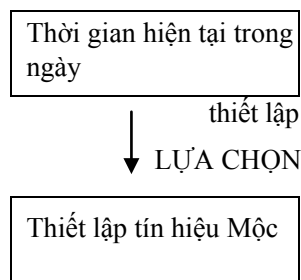 Thời gian hiện tại trong
ngày
thiết lập
LỰA CHỌN
Thiết lập tín hiệu Mộc